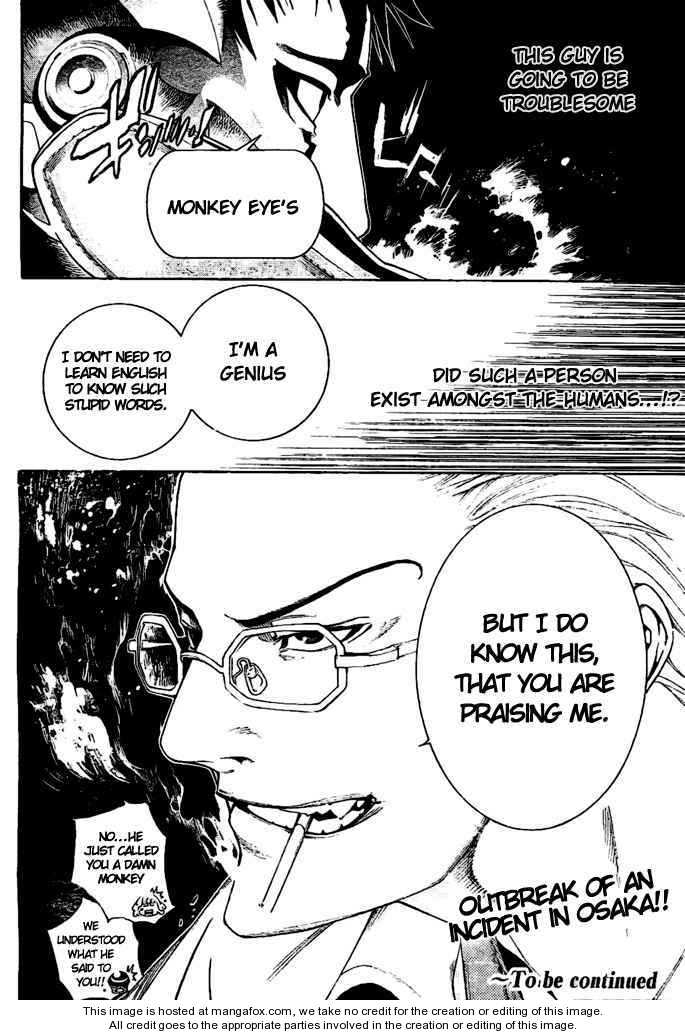 THIS GUY IS
GOING TO BE
TROUBLESOME
MONKEY EYE'S
I'M A
GENIUS
I DON'T NEED TO
LEARN ENGLISH
TO KNOW SUCH
STUPID WORDS.
DID SUCH A PERSON
EXIST AMONGST THE HUMANS...!?
BUT I DO
KNOW THIS,
THAT YOU ARE
PRAISING ME.
NO...HE
JUST CALLED
YOU A DAMN
MONKEY
WE
UNDERSTOOD
WHAT HE
SAID TO
YOU!!
OUTBREAK OF AN
INCIDENT IN OSAKA!!
~To be continued
This image is hosted at mangafox.com, we take no credit for the creation or editing of this image.
All credit goes to the appropriate parties involved in the creation or editing of this image.